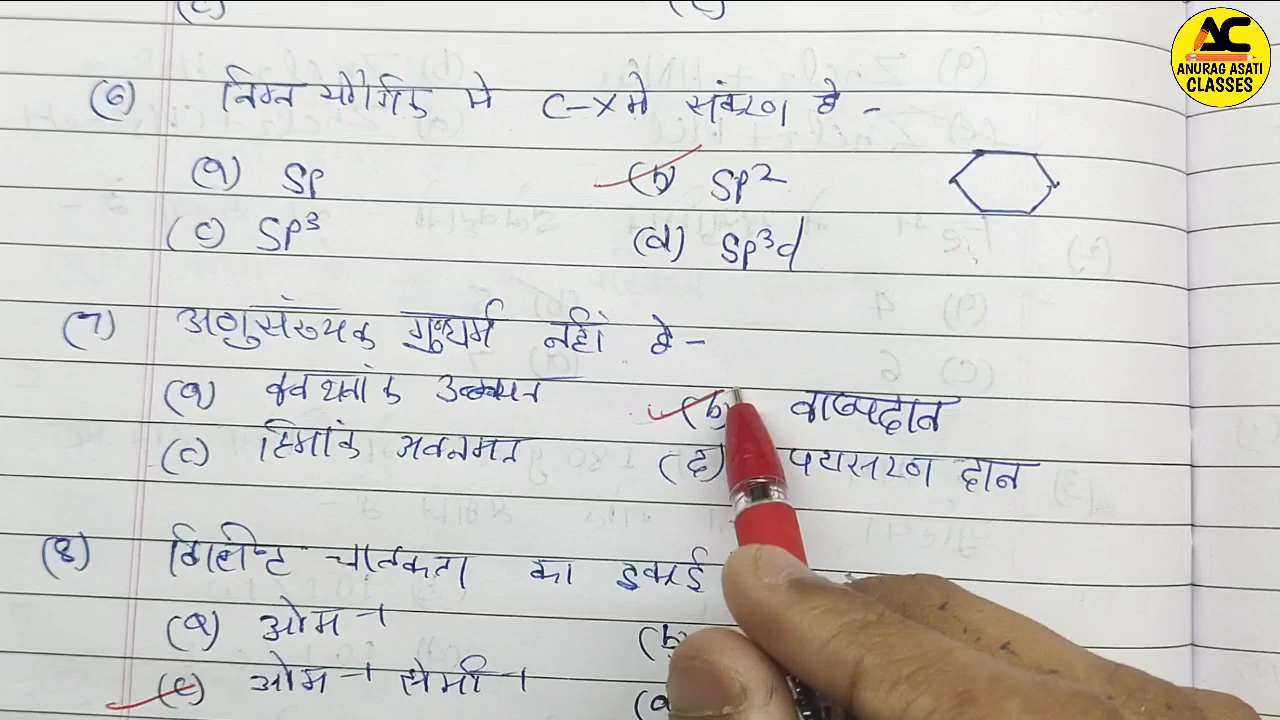 (6) निम्न यौगिक मे C-X मे संकरण है -
(a) SP (b) SP²
(c) SP³ (d) SP³d
(7) अणुसंख्यक गुणधर्म नहीं है -
(a) क्वथनांक उन्नयन (b) वाष्पदाब
(c) हिमांक अवनमन (d) परासरण दाब
(8) विशिष्ट चालकता का इकाई
(a) ओम⁻¹ (b)
(c) ओम⁻¹ सेमी⁻¹ (d
AC
ANURAG ASATI
CLASSES